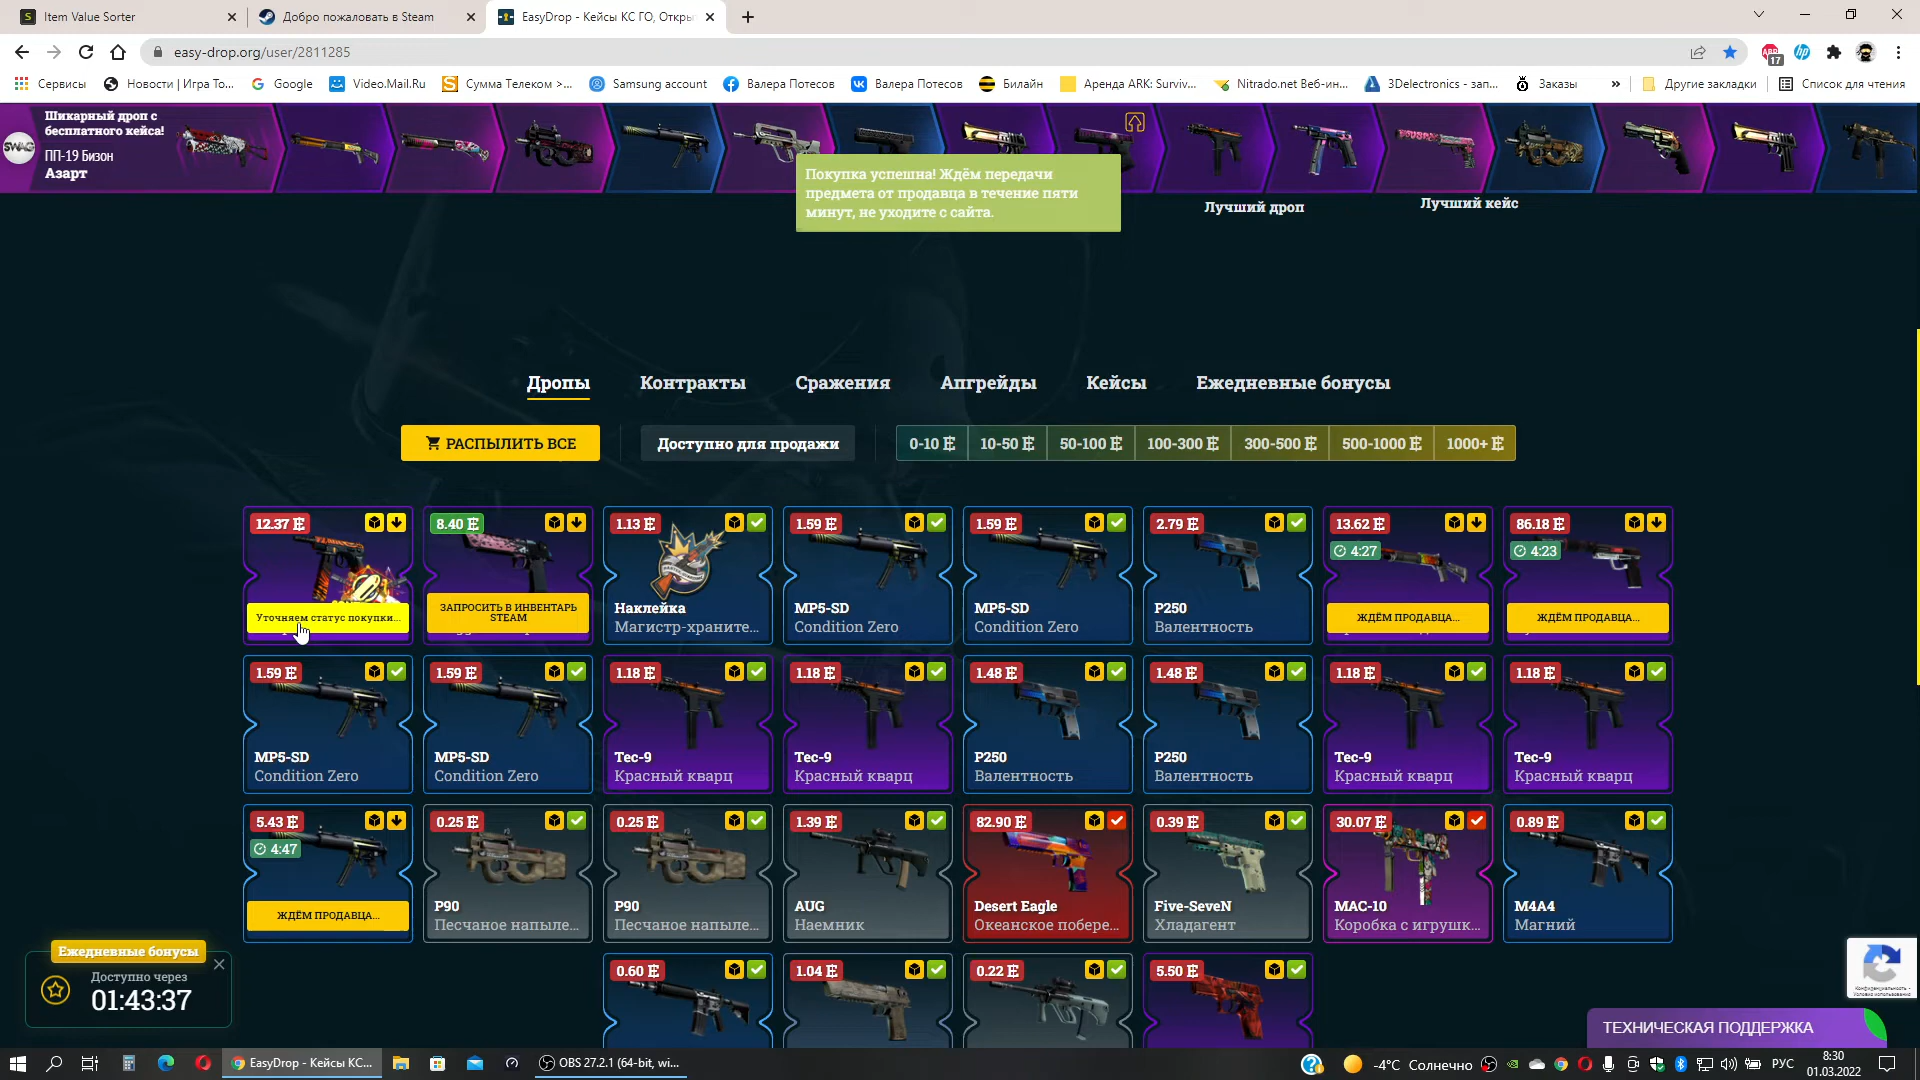 Item Value Sorter
Добро пожаловать в Steam
EasyDrop - Кейсы КС ГО, Откры
easy-drop.org/user/2811285
17
Сервисы
Новости | Игра To...
Google
Video.Mail.Ru
Сумма Телеком >...
Samsung account
Валера Потесов
Валера Потесов
Билайн
Аренда ARK: Surviv...
Nitrado.net Веб-ин...
3Delectronics - зап...
Заказы
»
Другие закладки
Список для чтения
SWAG
Шикарный дроп с
бесплатного кейса!
ПП-19 Бизон
Азарт
Покупка успешна! Ждём передачи
предмета от продавца в течение пяти
минут, не уходите с сайта.
Лучший дроп
Лучший кейс
Дропы
Контракты
Сражения
Апгрейды
Кейсы
Ежедневные бонусы
РАСПЫЛИТЬ ВСЕ
Доступно для продажи
0-10
10-50
50-100
100-300
300-500
500-1000
1000+
12.37
Уточняем статус покупки...
8.40
ЗАПРОСИТЬ В ИНВЕНТАРЬ
STEAM
1.13
Наклейка
Магистр-храните...
1.59
MP5-SD
Condition Zero
1.59
MP5-SD
Condition Zero
2.79
P250
Валентность
13.62
4:27
ЖДЁМ ПРОДАВЦА...
86.18
4:23
ЖДЁМ ПРОДАВЦА...
1.59
MP5-SD
Condition Zero
1.59
MP5-SD
Condition Zero
1.18
Tec-9
Красный кварц
1.18
Tec-9
Красный кварц
1.48
P250
Валентность
1.48
P250
Валентность
1.18
Tec-9
Красный кварц
1.18
Tec-9
Красный кварц
5.43
4:47
ЖДЁМ ПРОДАВЦА...
0.25
P90
Песчаное напыле...
0.25
P90
Песчаное напыле...
1.39
AUG
Наемник
82.90
Desert Eagle
Океанское побере...
0.39
Five-SeveN
Хладагент
30.07
MAC-10
Коробка с игрушк...
0.89
M4A4
Магний
0.60
1.04
0.22
5.50
Ежедневные бонусы
Доступно через
01:43:37
Конфиденциальность -
Условия использования
ТЕХНИЧЕСКАЯ ПОДДЕРЖКА
EasyDrop - Кейсы КС...
OBS 27.2.1 (64-bit, wi...
-4°C Солнечно
РУС
8:30
01.03.2022